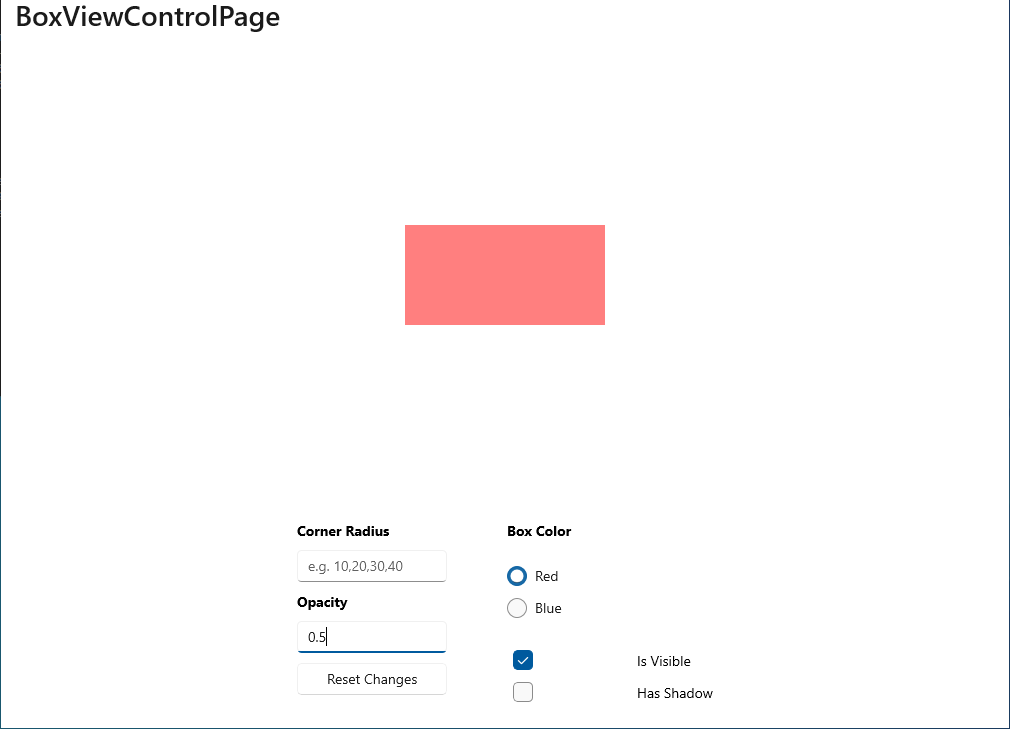 BoxViewControlPage
Corner Radius
e.g. 10,20,30,40
Opacity
0.5
Reset Changes
Box Color
Red
Blue
Is Visible
Has Shadow